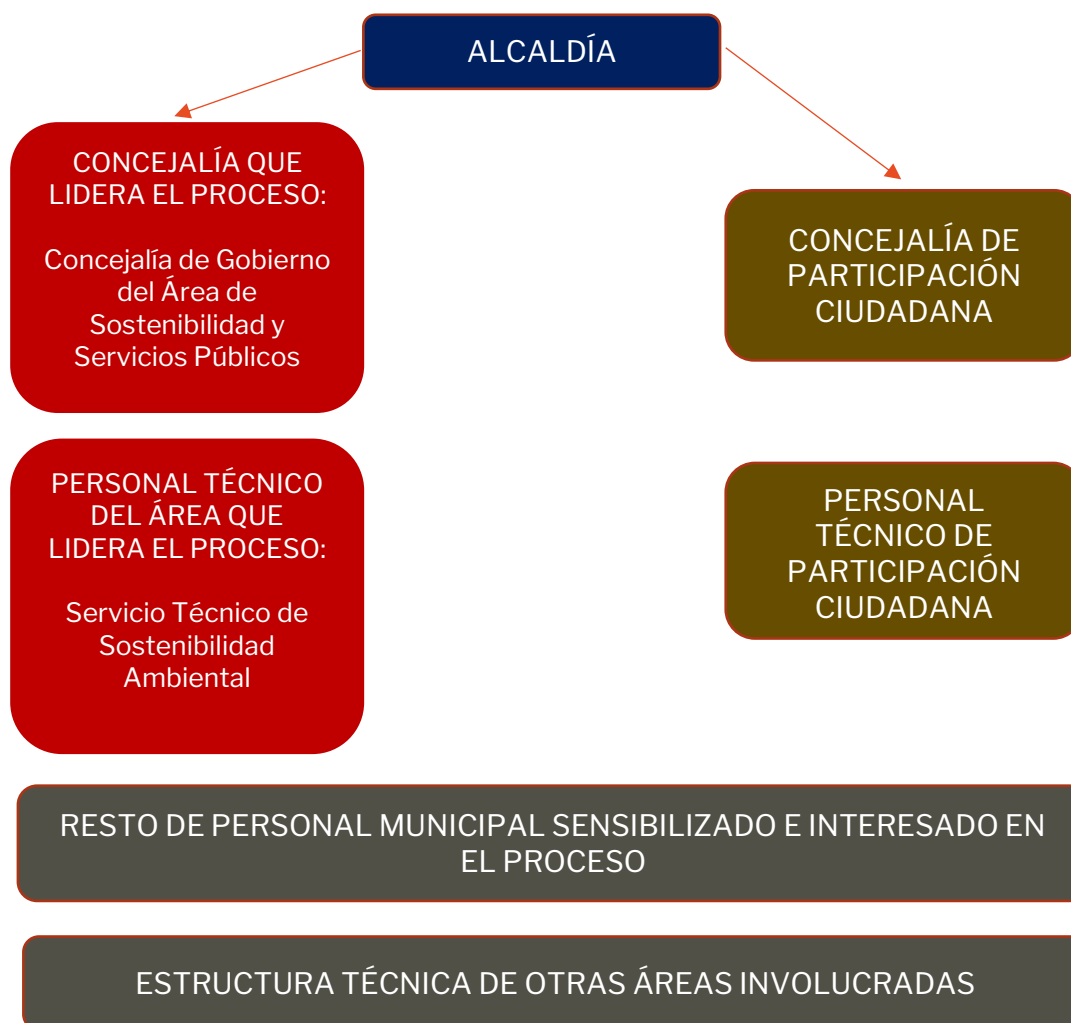 ALCALDÍA
CONCEJALÍA QUE
LIDERA EL PROCESO:
Concejalía de Gobierno
del Área de
Sostenibilidad y
Servicios Públicos
CONCEJALÍA DE
PARTICIPACIÓN
CIUDADANA
PERSONAL TÉCNICO
DEL ÁREA QUE
LIDERA EL PROCESO:
Servicio Técnico de
Sostenibilidad
Ambiental
PERSONAL
TÉCNICO DE
PARTICIPACIÓN
CIUDADANA
RESTO DE PERSONAL MUNICIPAL SENSIBILIZADO E INTERESADO EN
EL PROCESO
ESTRUCTURA TÉCNICA DE OTRAS ÁREAS INVOLUCRADAS